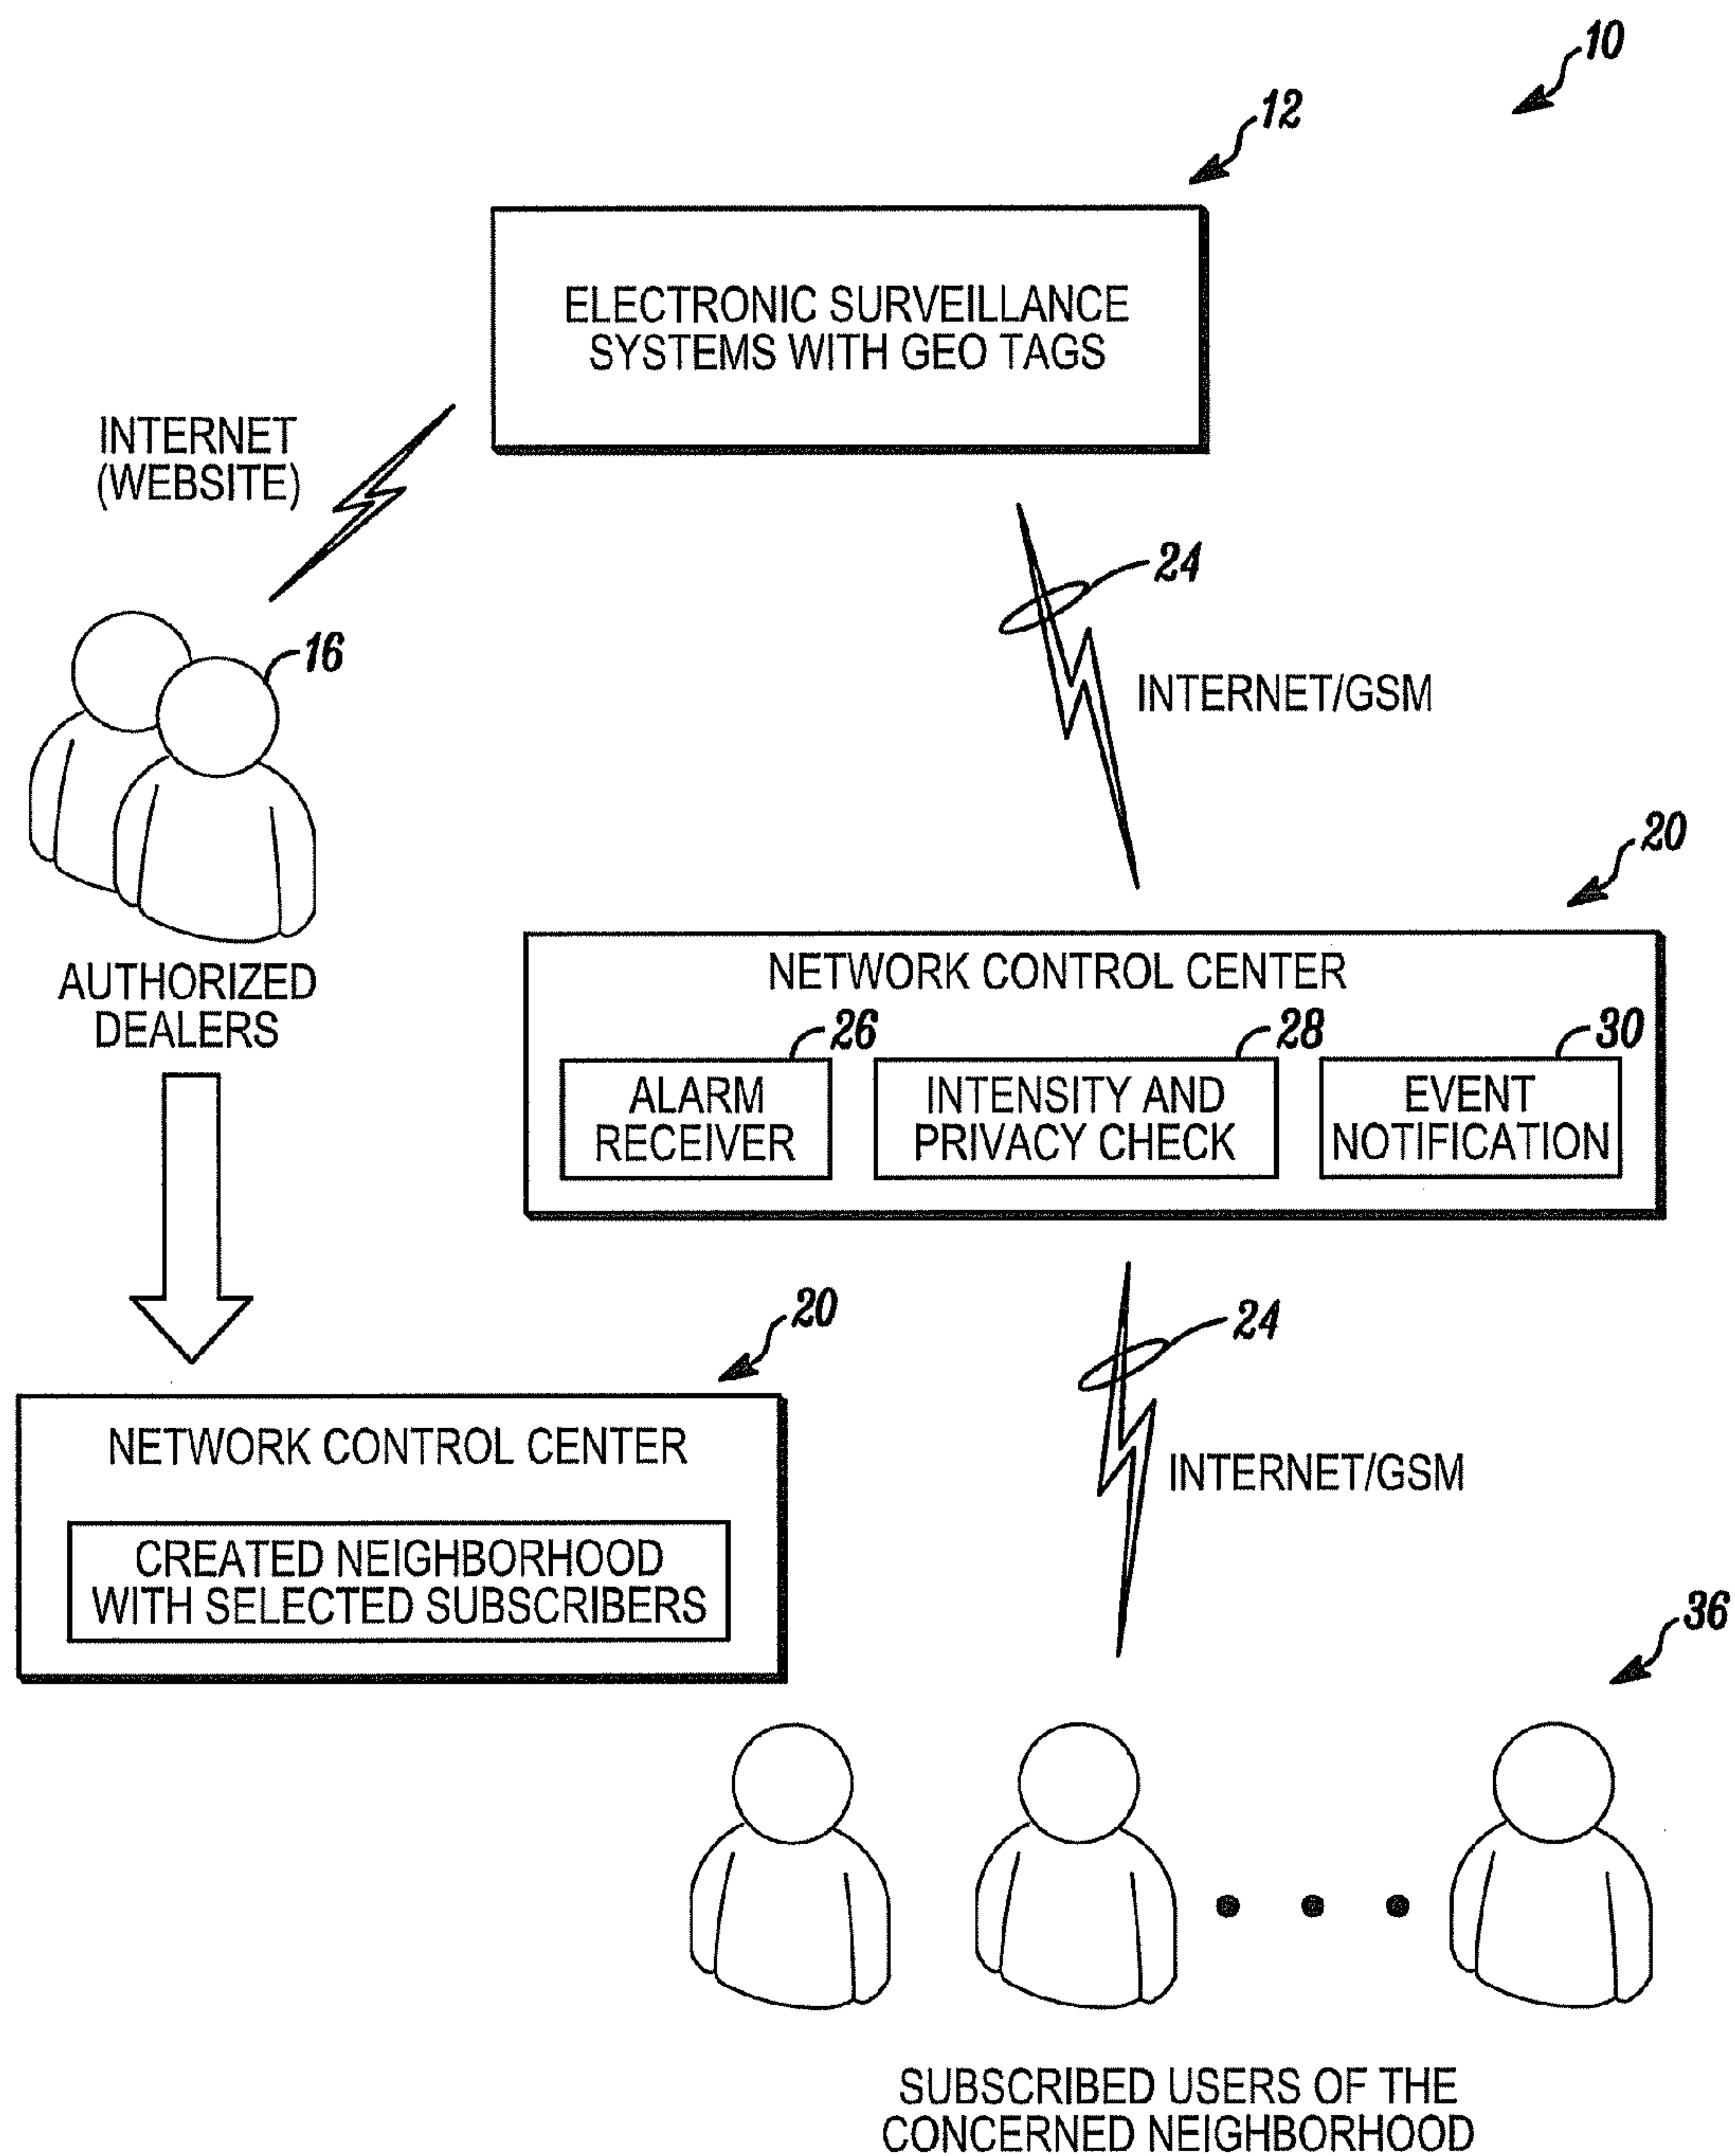 10
12
ELECTRONIC SURVEILLANCE
SYSTEMS WITH GEO TAGS
INTERNET
(WEBSITE)
24
16
INTERNET/GSM
20
AUTHORIZED
DEALERS
NETWORK CONTROL CENTER
26
28
30
ALARM
RECEIVER
INTENSITY AND
PRIVACY CHECK
EVENT
NOTIFICATION
20
24
NETWORK CONTROL CENTER
INTERNET/GSM
CREATED NEIGHBORHOOD
WITH SELECTED SUBSCRIBERS
36
SUBSCRIBED USERS OF THE
CONCERNED NEIGHBORHOOD